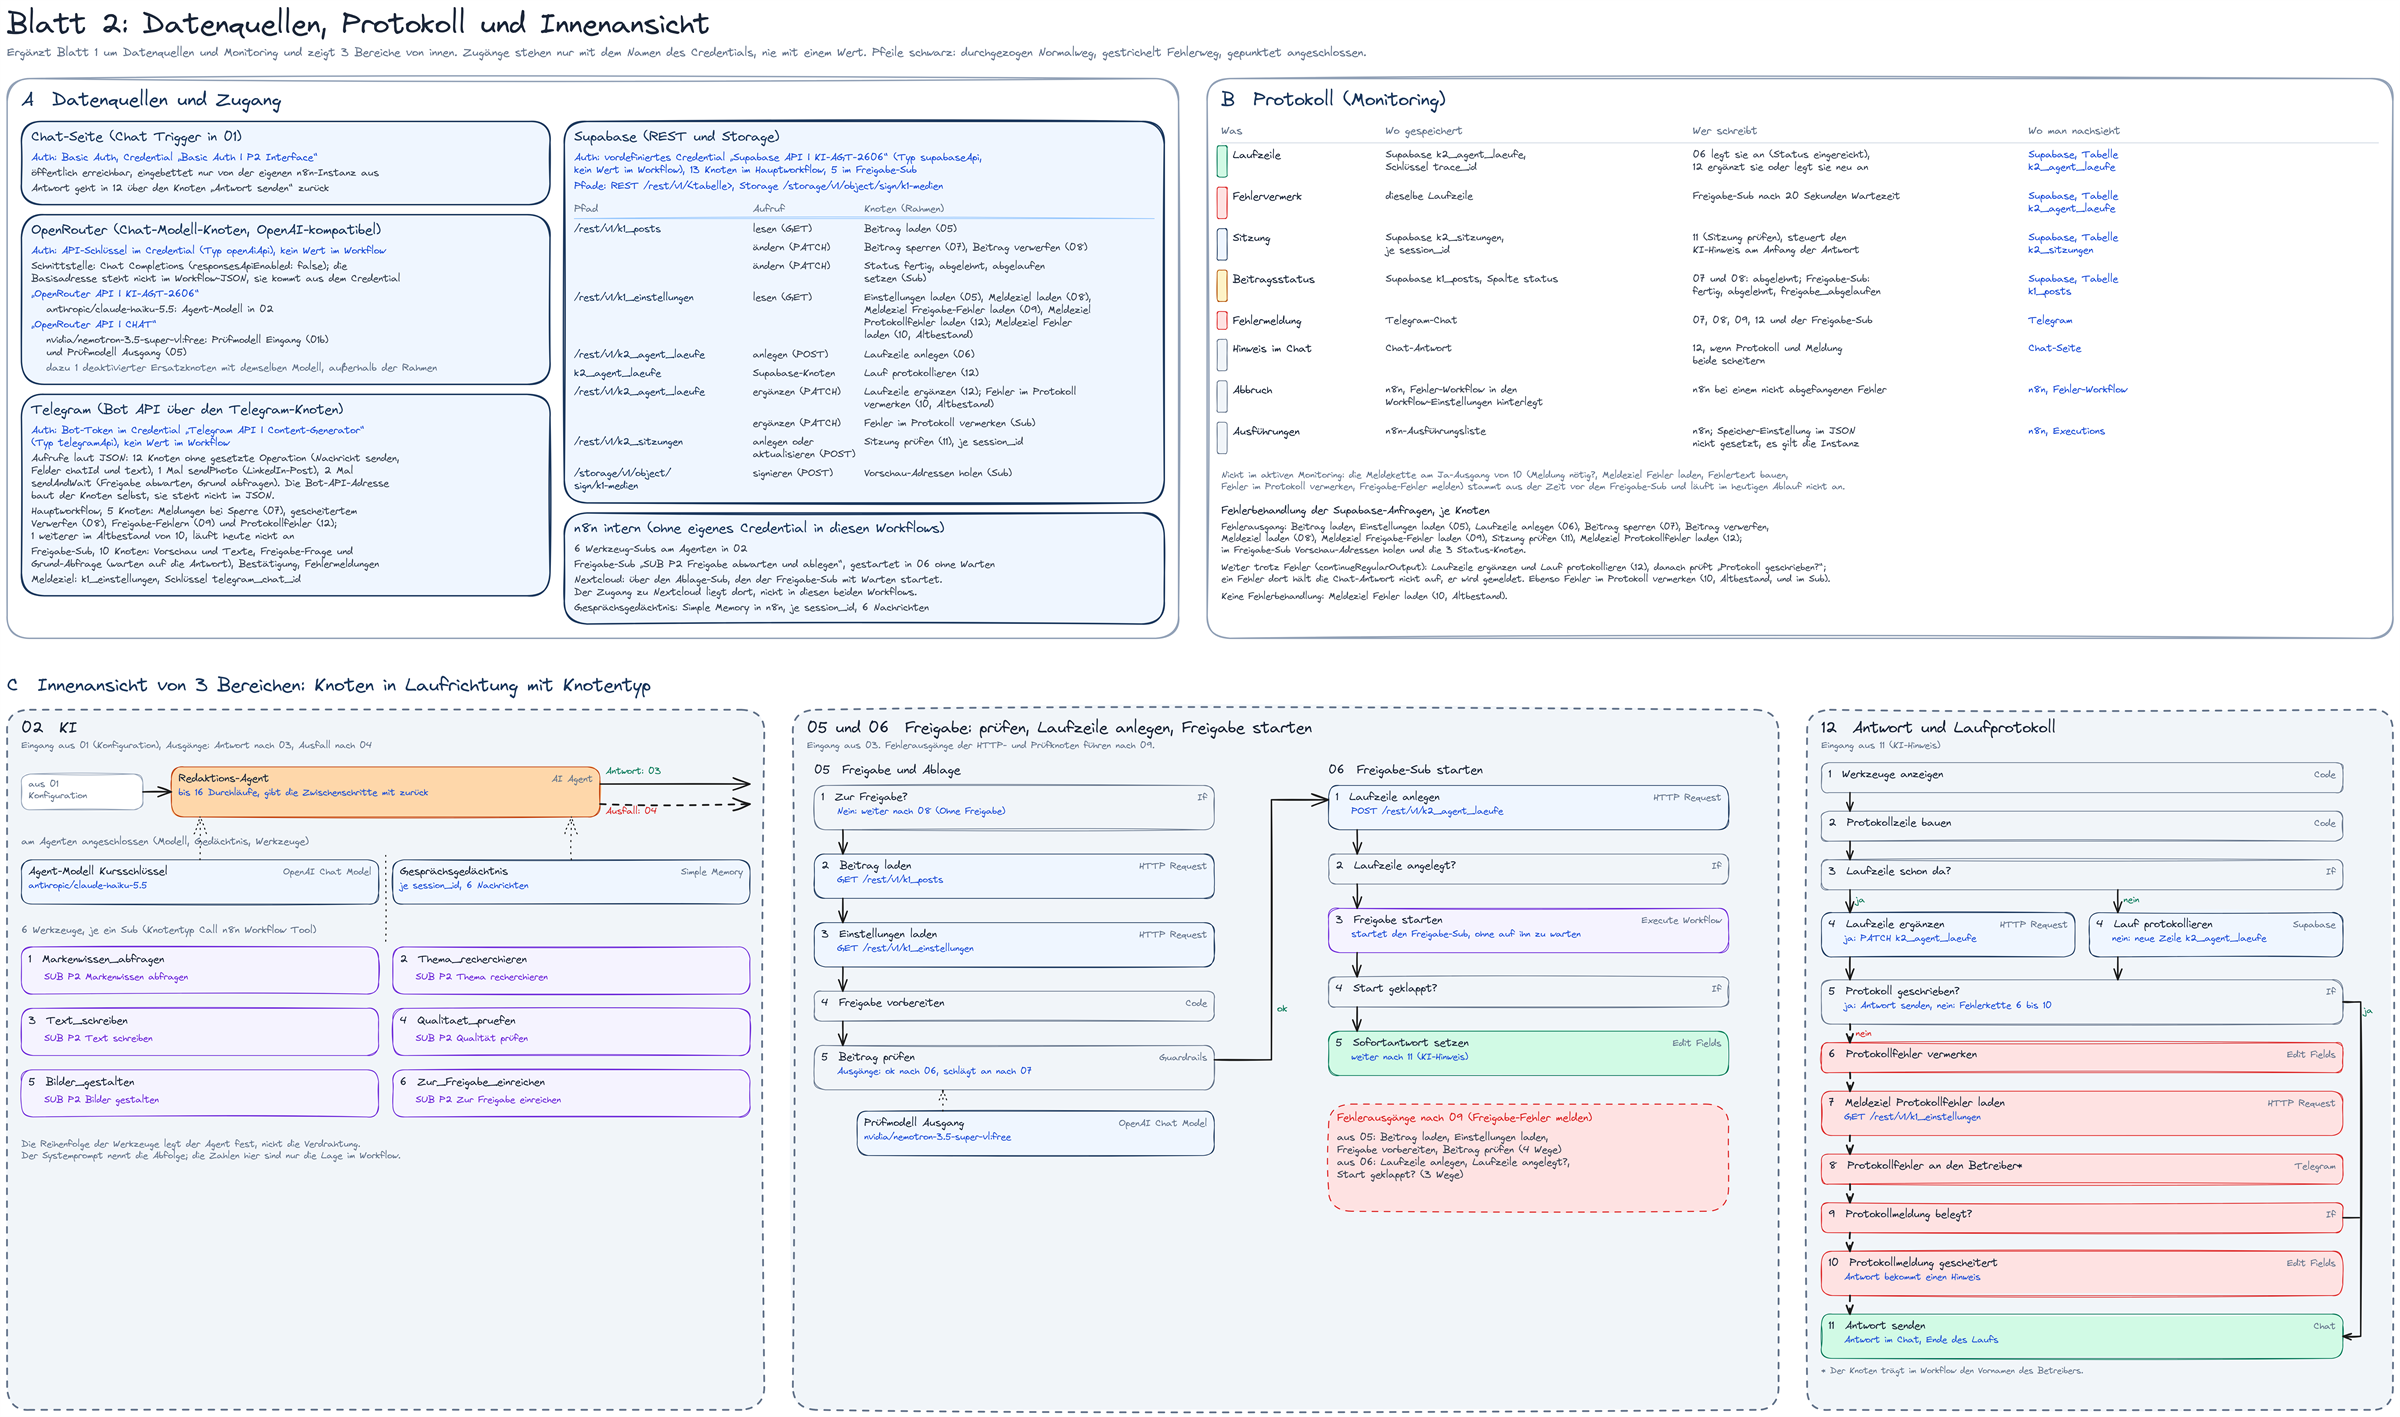 Blatt 2: Datenquellen, Protokoll und Innenansicht
Ergänzt Blatt 1 um Datenquellen und Monitoring und zeigt 3 Bereiche von innen. Zugänge stehen nur mit dem Namen des Credentials, nie mit einem Wert. Pfeile schwarz: durchgezogen Normalweg, gestrichelt Fehlerweg, gepunktet angeschlossen.
A Datenquellen und Zugang
Chat-Seite (Chat Trigger in 01)
Auth: Basic Auth, Credential „Basic Auth | P2 Interface"
öffentlich erreichbar, eingebettet nur von der eigenen n8n-Instanz aus
Antwort geht in 12 über den Knoten „Antwort senden" zurück
OpenRouter (Chat-Modell-Knoten, OpenAI-kompatibel)
Auth: API-Schlüssel im Credential (Typ openAiApi), kein Wert im Workflow
Schnittstelle: Chat Completions (responsesApiEnabled: false); die
Basisadresse steht nicht im Workflow-JSON, sie kommt aus dem Credential
„OpenRouter API | KI-AGT-2606"
anthropic/claude-haiku-5.5: Agent-Modell in 02
„OpenRouter API | CHAT"
nvidia/nemotron-3.5-super-vl:free: Prüfmodell Eingang (01b)
und Prüfmodell Ausgang (05)
dazu 1 deaktivierter Ersatzknoten mit demselben Modell, außerhalb der Rahmen
Telegram (Bot API über den Telegram-Knoten)
Auth: Bot-Token im Credential „Telegram API | Content-Generator"
(Typ telegramApi), kein Wert im Workflow
Aufrufe laut JSON: 12 Knoten ohne gesetzte Operation (Nachricht senden,
Felder chatId und text), 1 Mal sendPhoto (LinkedIn-Post), 2 Mal
sendAndWait (Freigabe abwarten, Grund abfragen). Die Bot-API-Adresse
baut der Knoten selbst, sie steht nicht im JSON.
Hauptworkflow, 5 Knoten: Meldungen bei Sperre (07), gescheitertem
Verwerfen (08), Freigabe-Fehlern (09) und Protokollfehler (12);
1 weiterer im Altbestand von 10, läuft heute nicht an
Freigabe-Sub, 10 Knoten: Vorschau und Texte, Freigabe-Frage und
Grund-Abfrage (warten auf die Antwort), Bestätigung, Fehlermeldungen
Meldeziel: k1_einstellungen, Schlüssel telegram_chat_id
Supabase (REST und Storage)
Auth: vordefiniertes Credential „Supabase API | KI-AGT-2606" (Typ supabaseApi,
kein Wert im Workflow), 13 Knoten im Hauptworkflow, 5 im Freigabe-Sub
Pfade: REST /rest/v1/<tabelle>, Storage /storage/v1/object/sign/k1-medien
Pfad Aufruf Knoten (Rahmen)
/rest/v1/k1_posts lesen (GET) Beitrag laden (05)
ändern (PATCH) Beitrag sperren (07), Beitrag verwerfen (08)
ändern (PATCH) Status fertig, abgelehnt, abgelaufen
setzen (Sub)
/rest/v1/k1_einstellungen lesen (GET) Einstellungen laden (05), Meldeziel laden (08),
Meldeziel Freigabe-Fehler laden (09), Meldeziel
Protokollfehler laden (12); Meldeziel Fehler
laden (10, Altbestand)
/rest/v1/k2_agent_laeufe anlegen (POST) Laufzeile anlegen (06)
k2_agent_laeufe Supabase-Knoten Lauf protokollieren (12)
/rest/v1/k2_agent_laeufe ergänzen (PATCH) Laufzeile ergänzen (12); Fehler im Protokoll
vermerken (10, Altbestand)
ergänzen (PATCH) Fehler im Protokoll vermerken (Sub)
/rest/v1/k2_sitzungen anlegen oder Sitzung prüfen (11), je session_id
aktualisieren (POST)
/storage/v1/object/ signieren (POST) Vorschau-Adressen holen (Sub)
sign/k1-medien
n8n intern (ohne eigenes Credential in diesen Workflows)
6 Werkzeug-Subs am Agenten in 02
Freigabe-Sub „SUB P2 Freigabe abwarten und ablegen", gestartet in 06 ohne Warten
Nextcloud: über den Ablage-Sub, den der Freigabe-Sub mit Warten startet.
Der Zugang zu Nextcloud liegt dort, nicht in diesen beiden Workflows.
Gesprächsgedächtnis: Simple Memory in n8n, je session_id, 6 Nachrichten
B Protokoll (Monitoring)
Was Wo gespeichert Wer schreibt Wo man nachsieht
Laufzeile Supabase k2_agent_laeufe, 06 legt sie an (Status eingereicht), Supabase, Tabelle
Schlüssel trace_id 12 ergänzt sie oder legt sie neu an k2_agent_laeufe
Fehlervermerk dieselbe Laufzeile Freigabe-Sub nach 20 Sekunden Wartezeit Supabase, Tabelle
k2_agent_laeufe
Sitzung Supabase k2_sitzungen, 11 (Sitzung prüfen), steuert den Supabase, Tabelle
je session_id KI-Hinweis am Anfang der Antwort k2_sitzungen
Beitragsstatus Supabase k1_posts, Spalte status 07 und 08: abgelehnt; Freigabe-Sub: Supabase, Tabelle
fertig, abgelehnt, freigabe_abgelaufen k1_posts
Fehlermeldung Telegram-Chat 07, 08, 09, 12 und der Freigabe-Sub Telegram
Hinweis im Chat Chat-Antwort 12, wenn Protokoll und Meldung Chat-Seite
beide scheitern
Abbruch n8n, Fehler-Workflow in den n8n bei einem nicht abgefangenen Fehler n8n, Fehler-Workflow
Workflow-Einstellungen hinterlegt
Ausführungen n8n-Ausführungsliste n8n; Speicher-Einstellung im JSON n8n, Executions
nicht gesetzt, es gilt die Instanz
Nicht im aktiven Monitoring: die Meldekette am Ja-Ausgang von 10 (Meldung nötig?, Meldeziel Fehler laden, Fehlertext bauen,
Fehler im Protokoll vermerken, Freigabe-Fehler melden) stammt aus der Zeit vor dem Freigabe-Sub und läuft im heutigen Ablauf nicht an.
Fehlerbehandlung der Supabase-Anfragen, je Knoten
Fehlerausgang: Beitrag laden, Einstellungen laden (05), Laufzeile anlegen (06), Beitrag sperren (07), Beitrag verwerfen,
Meldeziel laden (08), Meldeziel Freigabe-Fehler laden (09), Sitzung prüfen (11), Meldeziel Protokollfehler laden (12);
im Freigabe-Sub Vorschau-Adressen holen und die 3 Status-Knoten.
Weiter trotz Fehler (continueRegularOutput): Laufzeile ergänzen und Lauf protokollieren (12), danach prüft „Protokoll geschrieben?";
ein Fehler dort hält die Chat-Antwort nicht auf, er wird gemeldet. Ebenso Fehler im Protokoll vermerken (10, Altbestand, und im Sub).
Keine Fehlerbehandlung: Meldeziel Fehler laden (10, Altbestand).
C Innenansicht von 3 Bereichen: Knoten in Laufrichtung mit Knotentyp
02 KI
Eingang aus 01 (Konfiguration), Ausgänge: Antwort nach 03, Ausfall nach 04
aus 01
Konfiguration
Redaktions-Agent AI Agent
bis 16 Durchläufe, gibt die Zwischenschritte mit zurück
Antwort: 03
Ausfall: 04
am Agenten angeschlossen (Modell, Gedächtnis, Werkzeuge)
Agent-Modell Kursschlüssel OpenAI Chat Model
anthropic/claude-haiku-5.5
Gesprächsgedächtnis Simple Memory
je session_id, 6 Nachrichten
6 Werkzeuge, je ein Sub (Knotentyp Call n8n Workflow Tool)
1 Markenwissen_abfragen
SUB P2 Markenwissen abfragen
2 Thema_recherchieren
SUB P2 Thema recherchieren
3 Text_schreiben
SUB P2 Text schreiben
4 Qualitaet_pruefen
SUB P2 Qualität prüfen
5 Bilder_gestalten
SUB P2 Bilder gestalten
6 Zur_Freigabe_einreichen
SUB P2 Zur Freigabe einreichen
Die Reihenfolge der Werkzeuge legt der Agent fest, nicht die Verdrahtung.
Der Systemprompt nennt die Abfolge; die Zahlen hier sind nur die Lage im Workflow.
05 und 06 Freigabe: prüfen, Laufzeile anlegen, Freigabe starten
Eingang aus 03. Fehlerausgänge der HTTP- und Prüfknoten führen nach 09.
05 Freigabe und Ablage
1 Zur Freigabe? If
Nein: weiter nach 08 (Ohne Freigabe)
2 Beitrag laden HTTP Request
GET /rest/v1/k1_posts
3 Einstellungen laden HTTP Request
GET /rest/v1/k1_einstellungen
4 Freigabe vorbereiten Code
5 Beitrag prüfen Guardrails
Ausgänge: ok nach 06, schlägt an nach 07
Prüfmodell Ausgang OpenAI Chat Model
nvidia/nemotron-3.5-super-vl:free
ok
06 Freigabe-Sub starten
1 Laufzeile anlegen HTTP Request
POST /rest/v1/k2_agent_laeufe
2 Laufzeile angelegt? If
3 Freigabe starten Execute Workflow
startet den Freigabe-Sub, ohne auf ihn zu warten
4 Start geklappt? If
5 Sofortantwort setzen Edit Fields
weiter nach 11 (KI-Hinweis)
Fehlerausgänge nach 09 (Freigabe-Fehler melden)
aus 05: Beitrag laden, Einstellungen laden,
Freigabe vorbereiten, Beitrag prüfen (4 Wege)
aus 06: Laufzeile anlegen, Laufzeile angelegt?,
Start geklappt? (3 Wege)
12 Antwort und Laufprotokoll
Eingang aus 11 (KI-Hinweis)
1 Werkzeuge anzeigen Code
2 Protokollzeile bauen Code
3 Laufzeile schon da? If
ja
nein
4 Laufzeile ergänzen HTTP Request
ja: PATCH k2_agent_laeufe
4 Lauf protokollieren Supabase
nein: neue Zeile k2_agent_laeufe
5 Protokoll geschrieben? If
ja: Antwort senden, nein: Fehlerkette 6 bis 10
ja
nein
6 Protokollfehler vermerken Edit Fields
7 Meldeziel Protokollfehler laden HTTP Request
GET /rest/v1/k1_einstellungen
8 Protokollfehler an den Betreiber* Telegram
9 Protokollmeldung belegt? If
10 Protokollmeldung gescheitert Edit Fields
Antwort bekommt einen Hinweis
11 Antwort senden Chat
Antwort im Chat, Ende des Laufs
* Der Knoten trägt im Workflow den Vornamen des Betreibers.